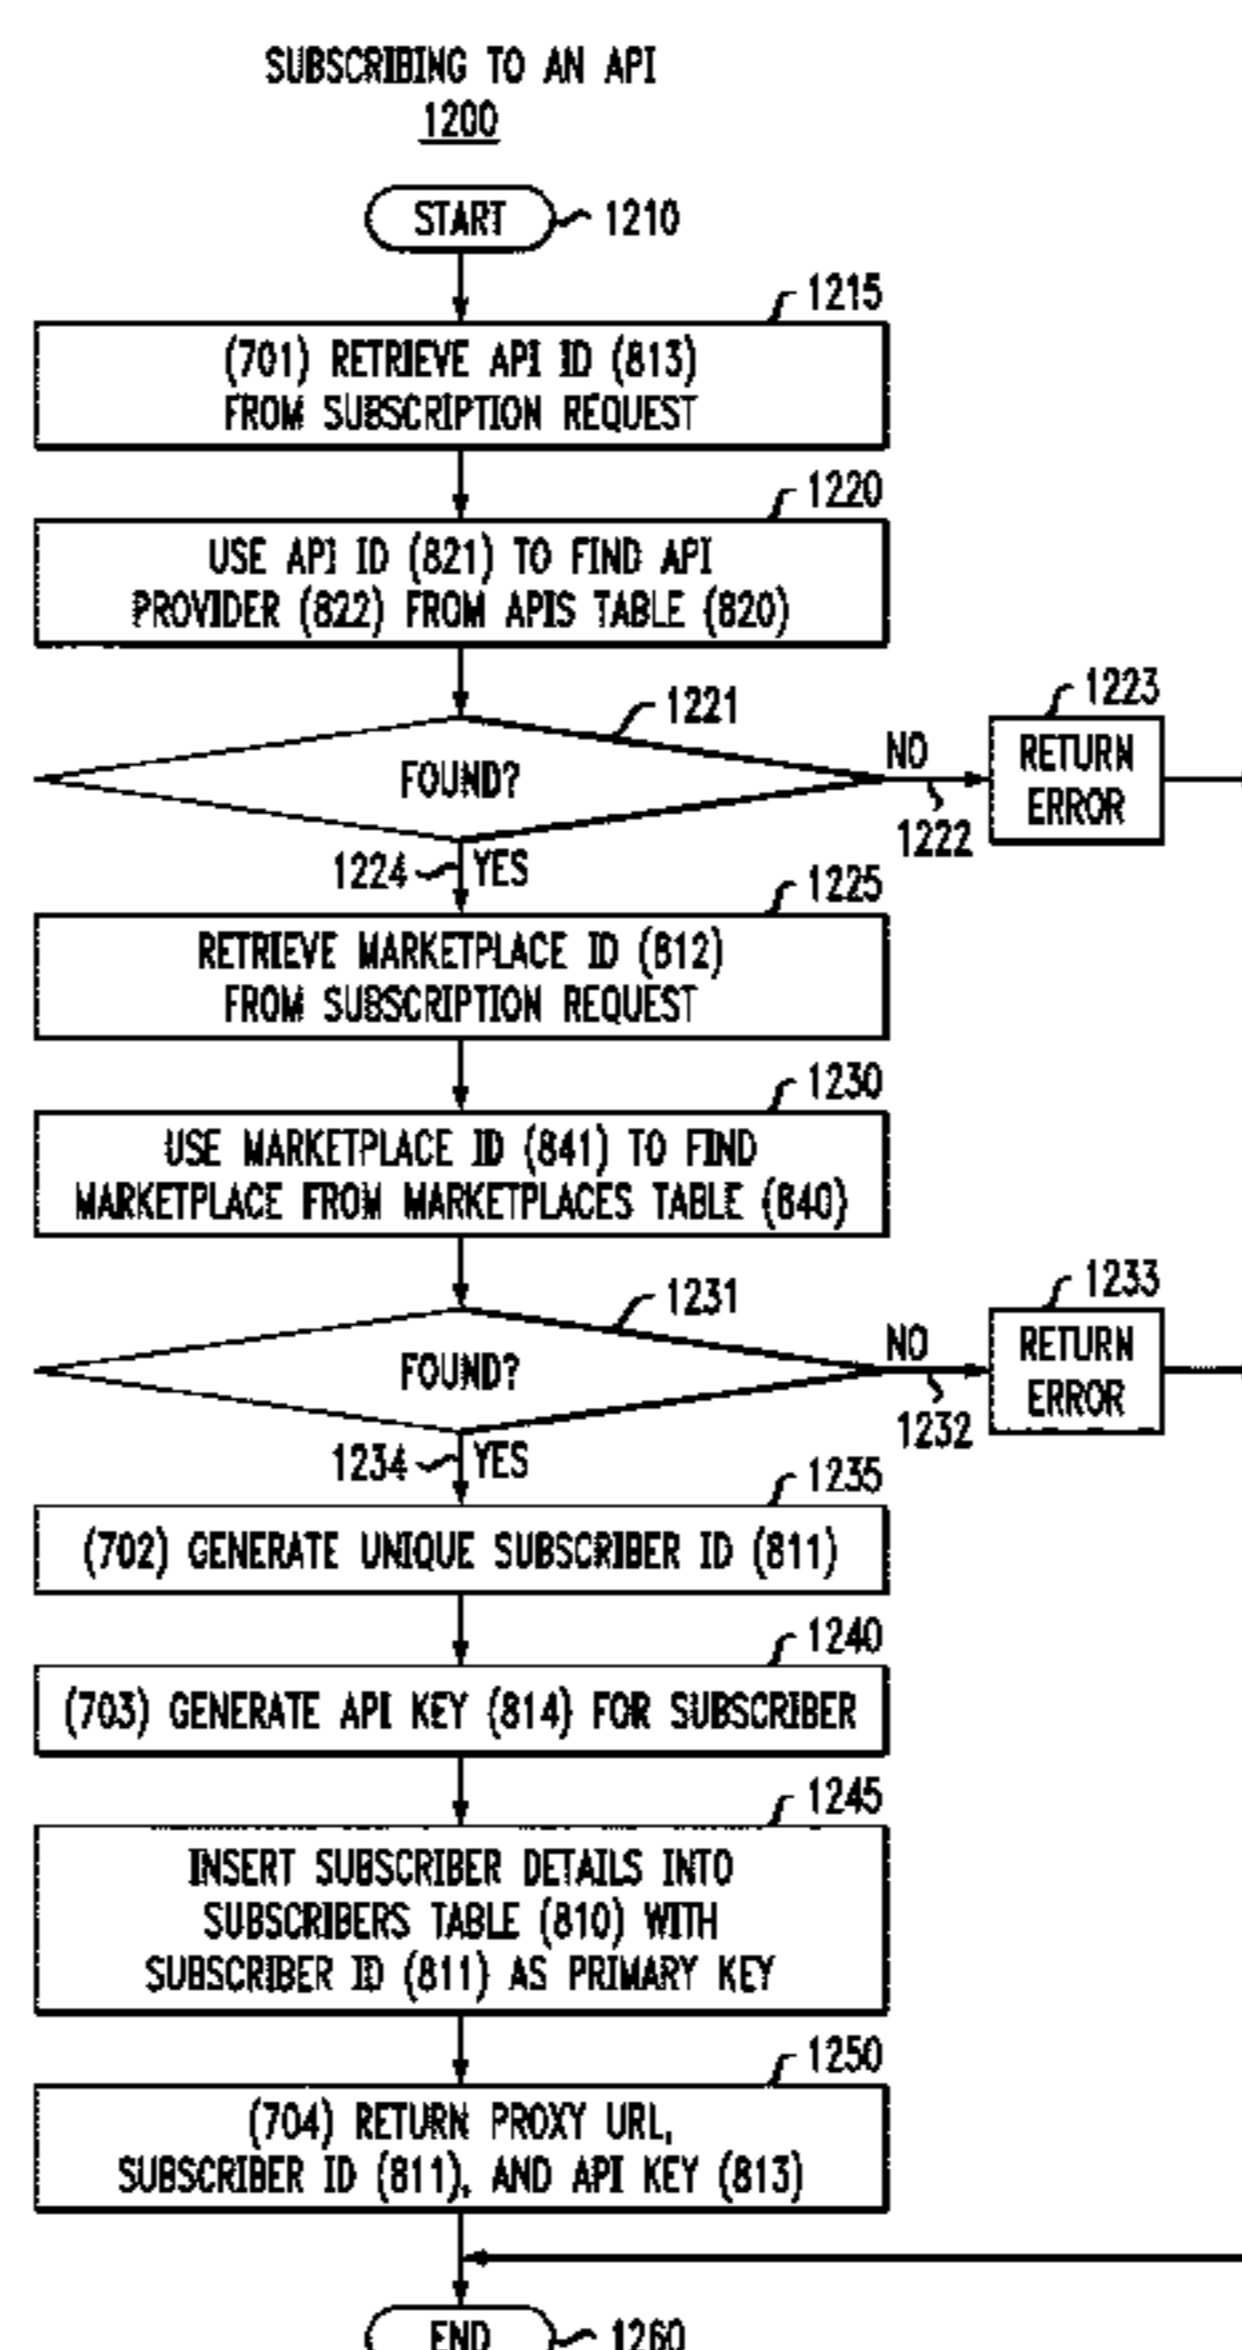 SUBSCRIBING TO AN API
1200
START
1210
1215
(701) RETRIEVE API ID (813)
FROM SUBSCRIPTION REQUEST
1220
USE API ID (821) TO FIND API
PROVIDER (822) FROM APIS TABLE (820)
1221
FOUND?
NO
1222
1223
RETURN
ERROR
1224
YES
1225
RETRIEVE MARKETPLACE ID (812)
FROM SUBSCRIPTION REQUEST
1230
USE MARKETPLACE ID (841) TO FIND
MARKETPLACE FROM MARKETPLACES TABLE (840)
1231
FOUND?
NO
1232
1233
RETURN
ERROR
1234
YES
1235
(702) GENERATE UNIQUE SUBSCRIBER ID (811)
1240
(703) GENERATE API KEY (814) FOR SUBSCRIBER
1245
INSERT SUBSCRIBER DETAILS INTO
SUBSCRIBERS TABLE (810) WITH
SUBSCRIBER ID (811) AS PRIMARY KEY
1250
(704) RETURN PROXY URL,
SUBSCRIBER ID (811), AND API KEY (813)
END
1260